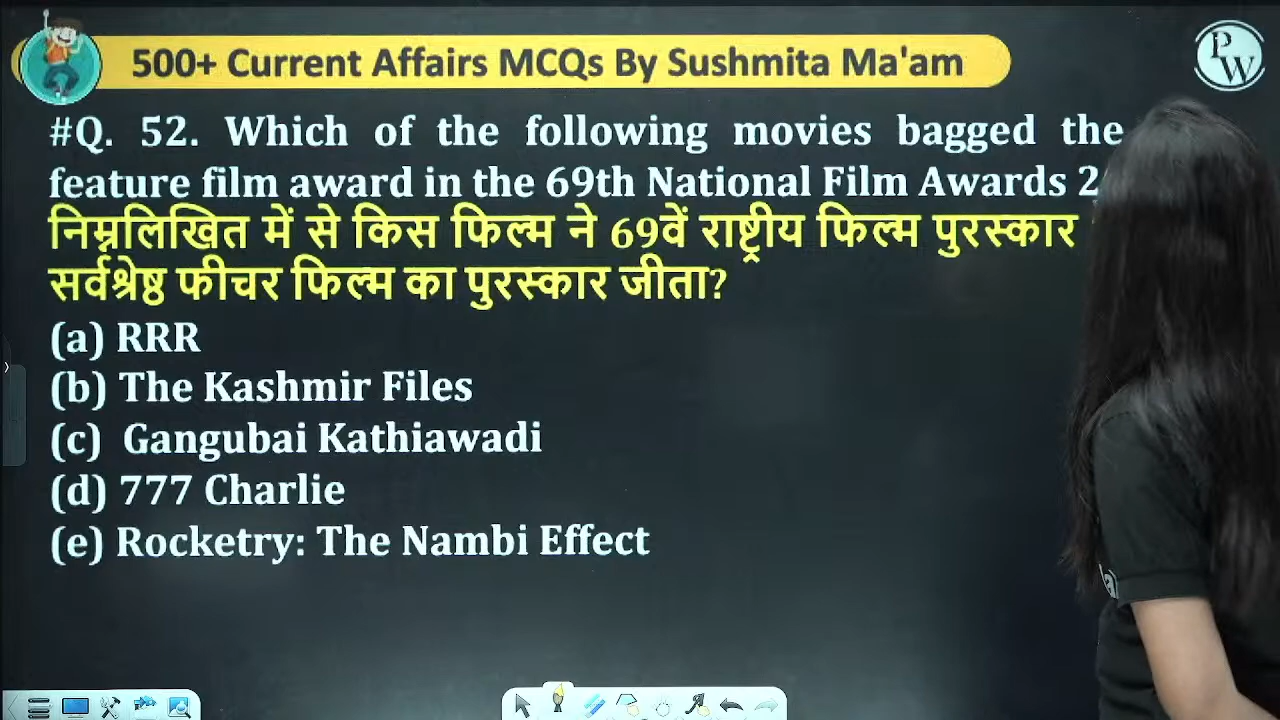 500+ Current Affairs MCQs By Sushmita Ma'am
PW
#Q. 52. Which of the following movies bagged the
feature film award in the 69th National Film Awards
निम्नलिखित में से किस फिल्म ने 69वें राष्ट्रीय फिल्म पुरस्कार
सर्वश्रेष्ठ फीचर फिल्म का पुरस्कार जीता?
(a) RRR
(b) The Kashmir Files
(c) Gangubai Kathiawadi
(d) 777 Charlie
(e) Rocketry: The Nambi Effect